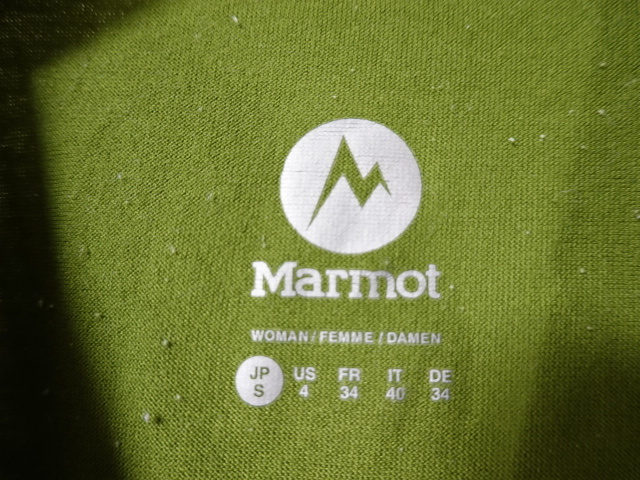 Marmot
WOMAN/FEMME/DAMEN
JP US FR IT DE
S 4 34 40 34